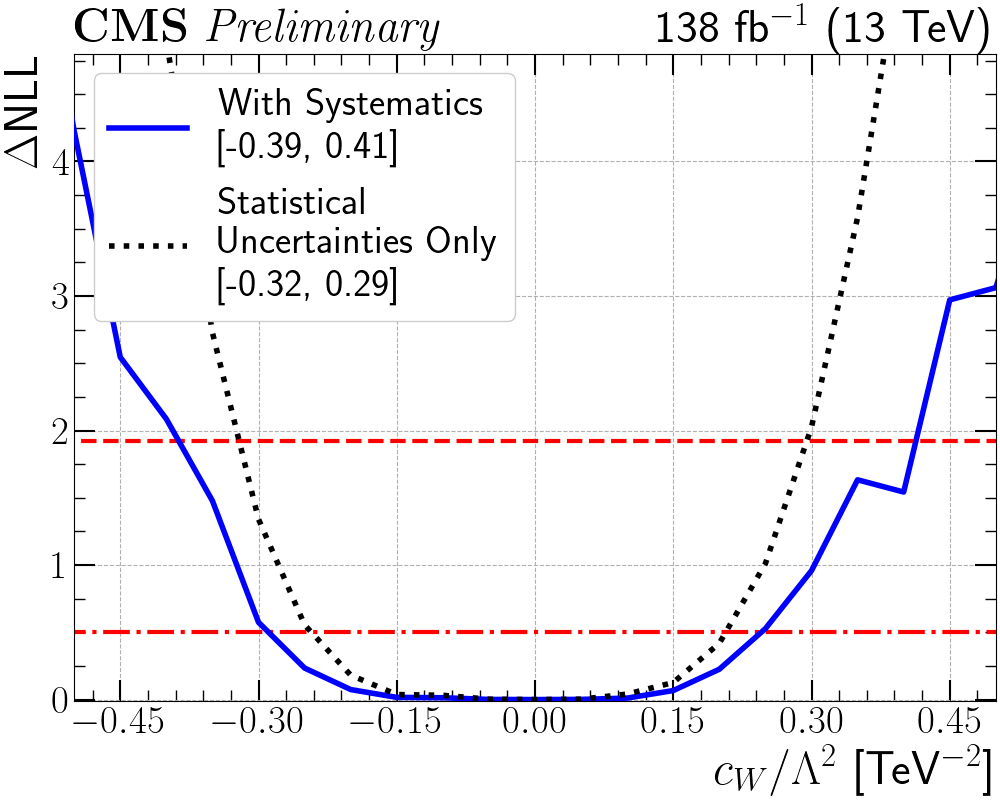 CMS Preliminary 138 fb⁻¹ (13 TeV)
ΔNLL
With Systematics
[-0.39, 0.41]
Statistical
Uncertainties Only
[-0.32, 0.29]
4
3
2
1
0
−0.45 −0.30 −0.15 0.00 0.15 0.30 0.45
c_W/Λ² [TeV⁻²]